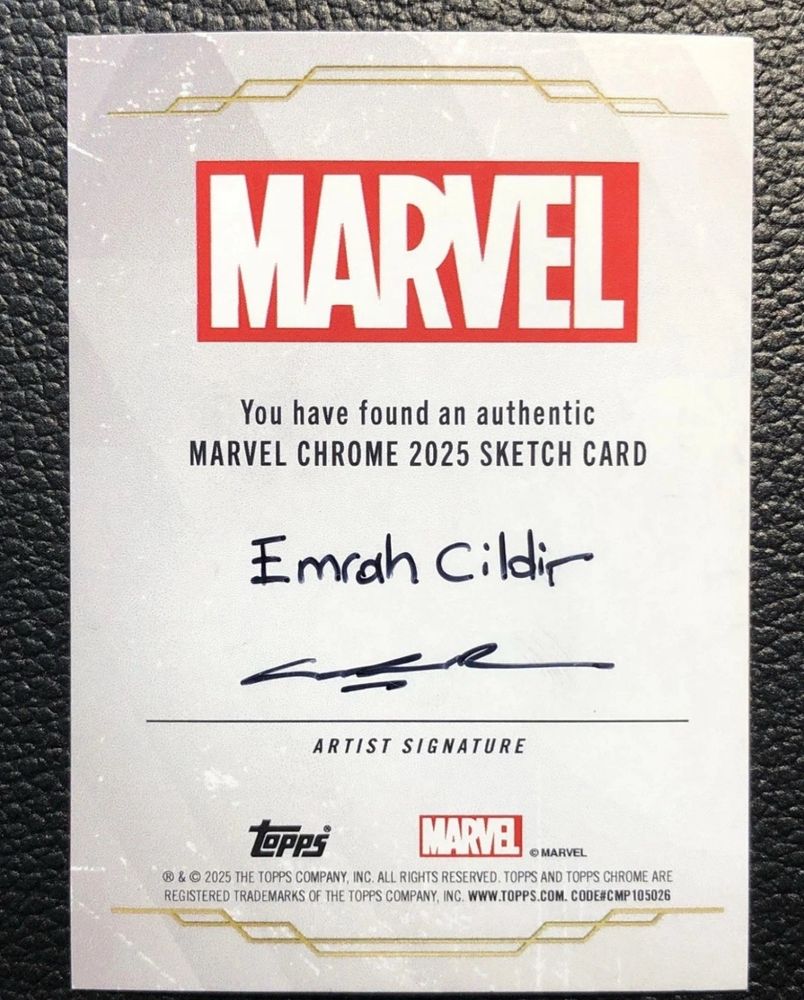 MARVEL
You have found an authentic
MARVEL CHROME 2025 SKETCH CARD
Emrah Cildir
ARTIST SIGNATURE
topps®
MARVEL © MARVEL
® & © 2025 THE TOPPS COMPANY, INC. ALL RIGHTS RESERVED. TOPPS AND TOPPS CHROME ARE
REGISTERED TRADEMARKS OF THE TOPPS COMPANY, INC. WWW.TOPPS.COM. CODE#CMP105026